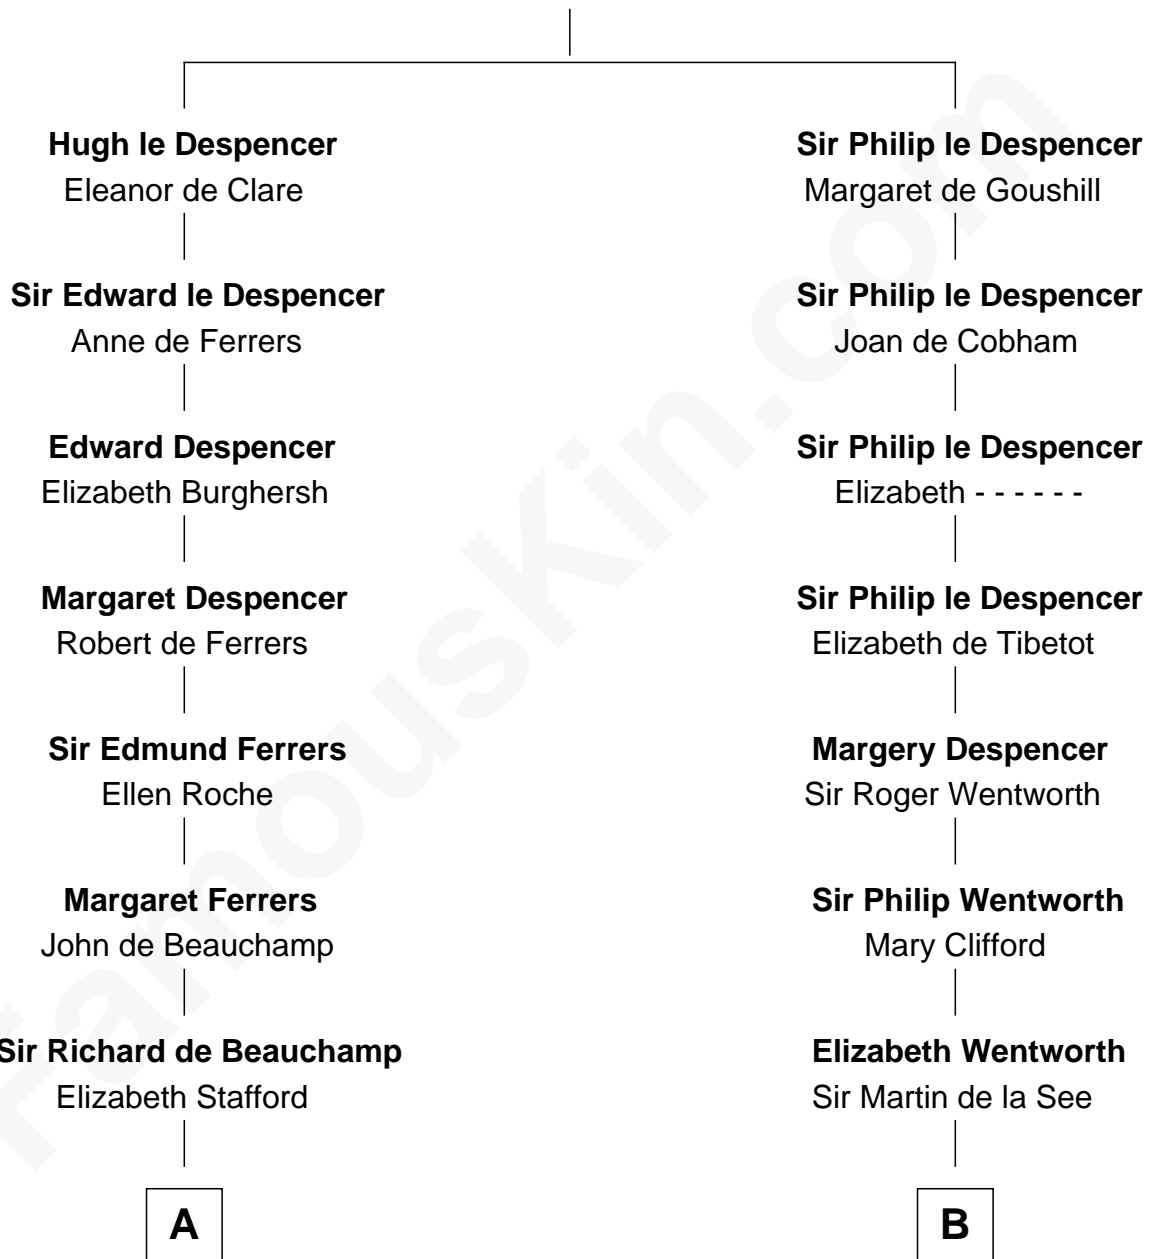 Hugh le Despencer
Eleanor de Clare
Sir Philip le Despencer
Margaret de Goushill
Sir Edward le Despencer
Anne de Ferrers
Sir Philip le Despencer
Joan de Cobham
Edward Despencer
Elizabeth Burghersh
Sir Philip le Despencer
Elizabeth - - - - - -
Margaret Despencer
Robert de Ferrers
Sir Philip le Despencer
Elizabeth de Tibetot
Sir Edmund Ferrers
Ellen Roche
Margery Despencer
Sir Roger Wentworth
Margaret Ferrers
John de Beauchamp
Sir Philip Wentworth
Mary Clifford
Sir Richard de Beauchamp
Elizabeth Stafford
Elizabeth Wentworth
Sir Martin de la See
A
B
FamousKin.com